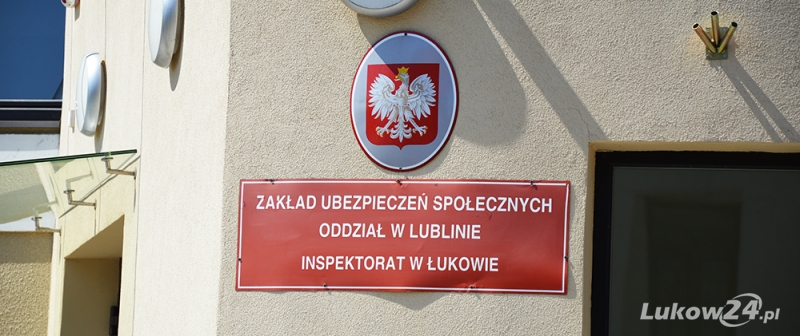 ZAKŁAD UBEZPIECZEŃ SPOŁECZNYCH
ODDZIAŁ W LUBLINIE
INSPEKTORAT W ŁUKOWIE
Lukow24.pl